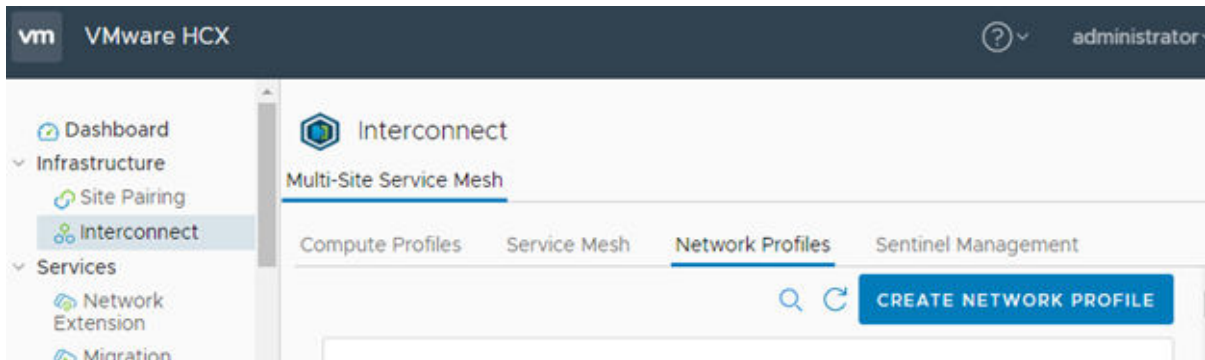 vm VMware HCX ? administrator
Dashboard
Infrastructure
Site Pairing
Interconnect
Services
Network
Extension
Migration
Interconnect
Multi-Site Service Mesh
Compute Profiles Service Mesh Network Profiles Sentinel Management
CREATE NETWORK PROFILE